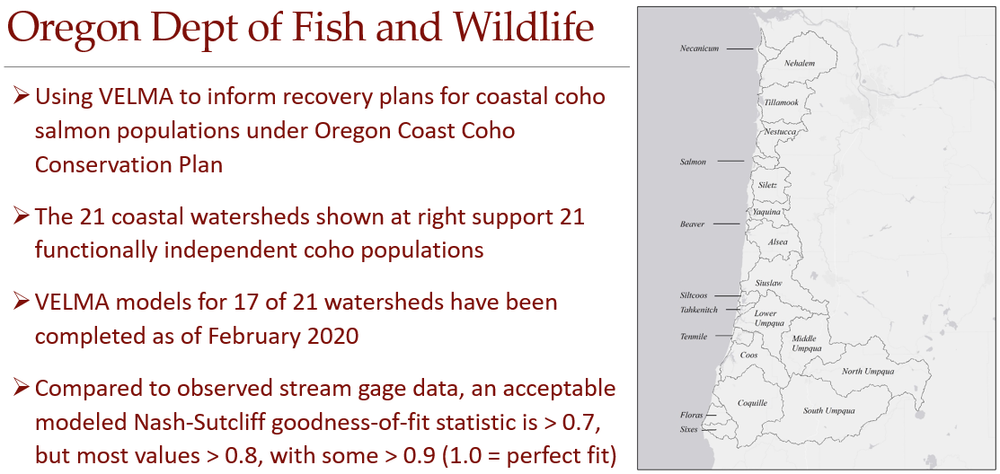 Oregon Dept of Fish and Wildlife
➢ Using VELMA to inform recovery plans for coastal coho
salmon populations under Oregon Coast Coho
Conservation Plan
➢ The 21 coastal watersheds shown at right support 21
functionally independent coho populations
➢ VELMA models for 17 of 21 watersheds have been
completed as of February 2020
➢ Compared to observed stream gage data, an acceptable
modeled Nash-Sutcliff goodness-of-fit statistic is > 0.7,
but most values > 0.8, with some > 0.9 (1.0 = perfect fit)
Necanicum
Nehalem
Tillamook
Nestucca
Salmon
Siletz
Yaquina
Beaver
Alsea
Siuslaw
Siltcoos
Tahkenitch
Lower
Umpqua
Tenmile
Middle
Umpqua
Coos
North Umpqua
Coquille
South Umpqua
Floras
Sixes